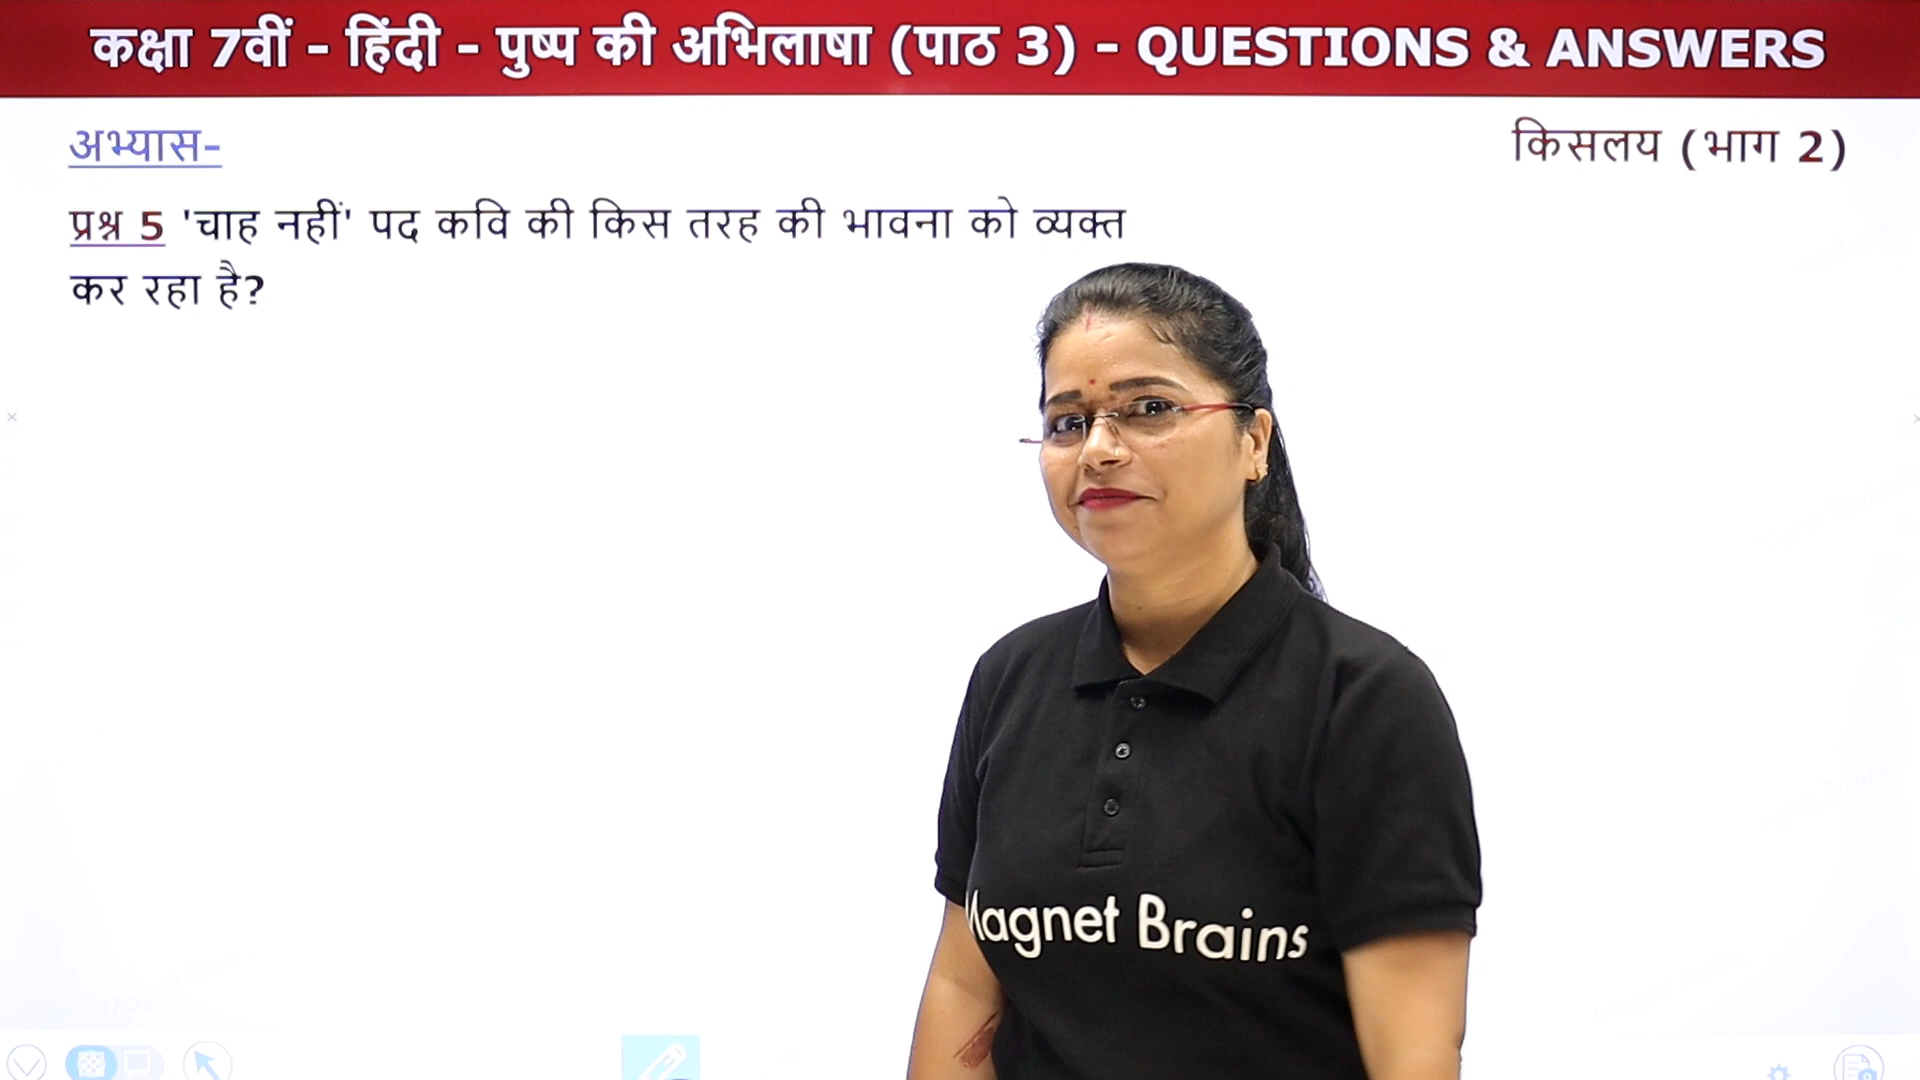 कक्षा 7वीं - हिंदी - पुष्प की अभिलाषा (पाठ 3) - QUESTIONS & ANSWERS
अभ्यास-
किसलय (भाग 2)
प्रश्न 5 'चाह नहीं' पद कवि की किस तरह की भावना को व्यक्त
कर रहा है?
Magnet Brains